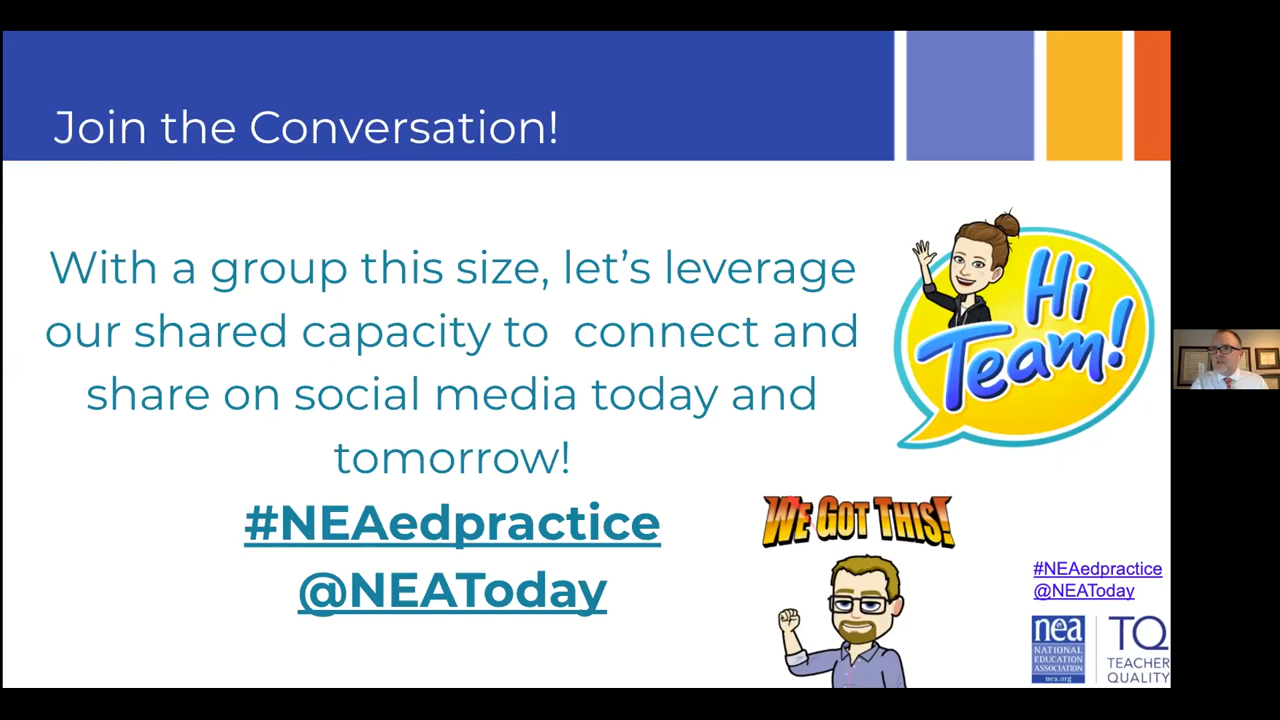 Join the Conversation!
With a group this size, let's leverage
our shared capacity to connect and
share on social media today and
tomorrow!
#NEAedpractice
@NEAToday
Hi
Team!
WE GOT THIS!
#NEAedpractice
@NEAToday
nea
NATIONAL
EDUCATION
ASSOCIATION
nea.org
TQ
TEACHER
QUALITY